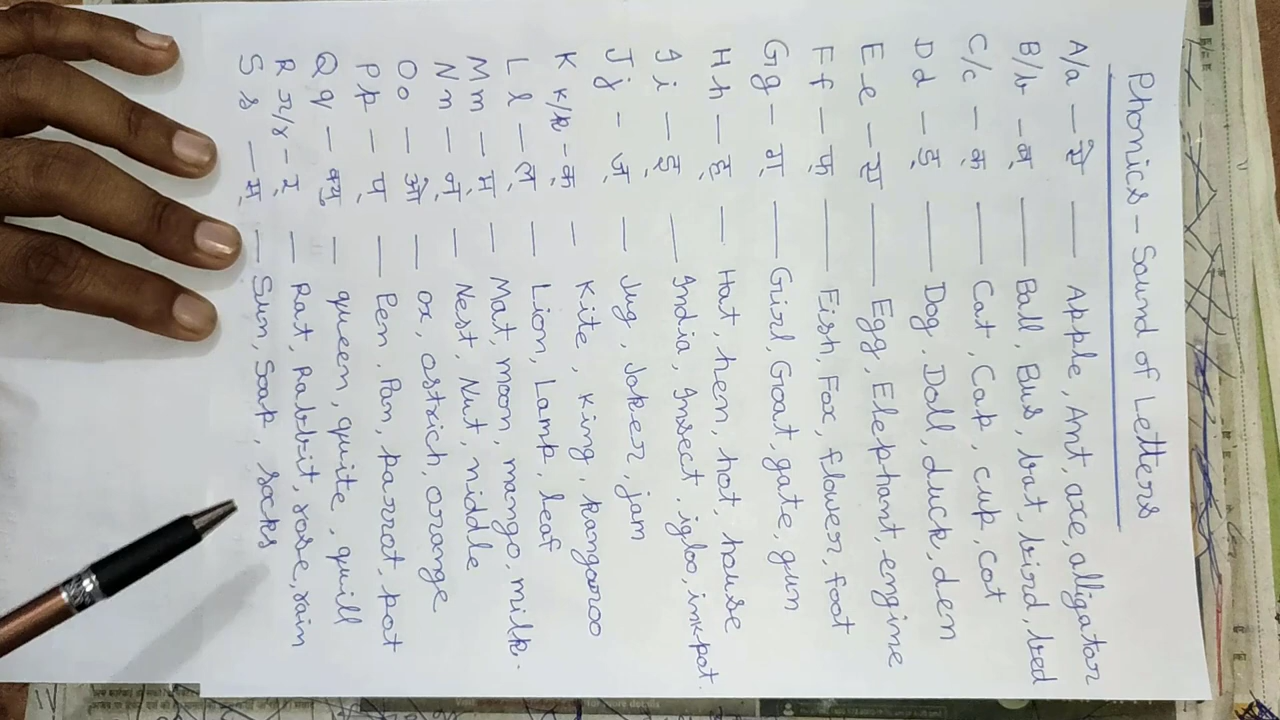 Phonics - Sound of Letters
A/a — ऐ — Apple, Ant, axe, alligator
B/b — ब् — Ball, Bus, bat, bird, bed
C/c — क् — Cat, Cap, cup, cot
D d — ड् — Dog, Doll, duck, den
E e — ए — Egg, Elephant, engine
F f — फ् — Fish, Fox, flower, foot
G g — ग् — Girl, Goat, gate, gun
H h — ह् — Hat, hen, hot, house
I i — इ — India, Insect, igloo, inkpot.
J j — ज् — Jug, Joker, jam
K k/k — क् — Kite, king, kangaroo
L l — ल् — Lion, Lamp, leaf
M m — म् — Mat, moon, mango, milk.
N n — न् — Nest, Nut, niddle
O o — ओ — ox, ostrich, orange
P p — प् — Pen, Pan, parrot, pot
Q q — क्यु — queen, quite, quill
R r/r — र् — Rat, Rabbit, rose, rain
S s — स् — Sun, Soap, socks